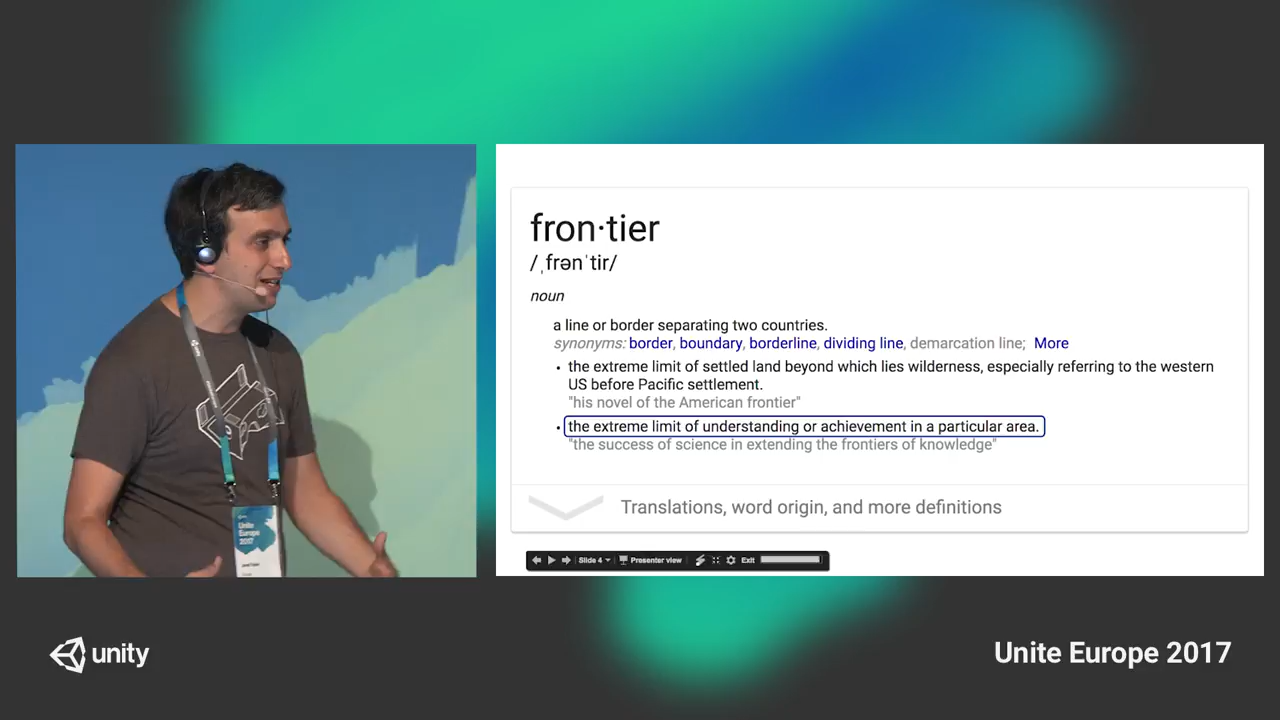 fron·tier
/ˌfrənˈtir/
noun
a line or border separating two countries.
synonyms: border, boundary, borderline, dividing line, demarcation line; More
• the extreme limit of settled land beyond which lies wilderness, especially referring to the western
US before Pacific settlement.
"his novel of the American frontier"
• the extreme limit of understanding or achievement in a particular area.
"the success of science in extending the frontiers of knowledge"
Translations, word origin, and more definitions
Slide 4
Presenter view
Exit
Unite
Europe
2017
unity
Unite Europe 2017